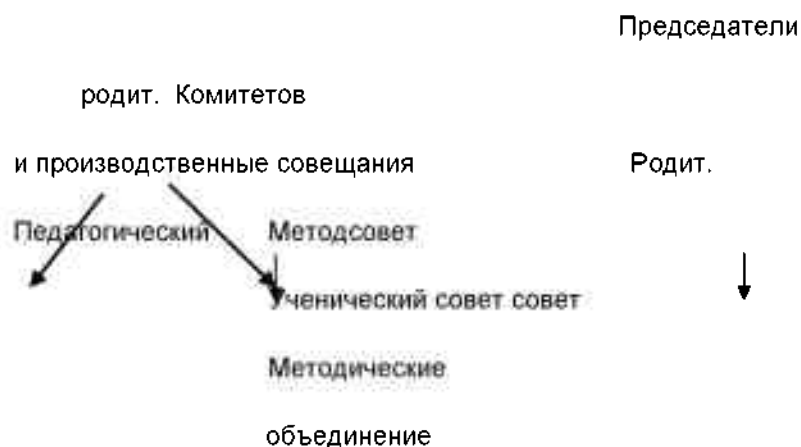 Председатели
родит. Комитетов
и производственные совещания Родит.
Педагогический Методсовет
Ученический совет совет
Методические
объединение